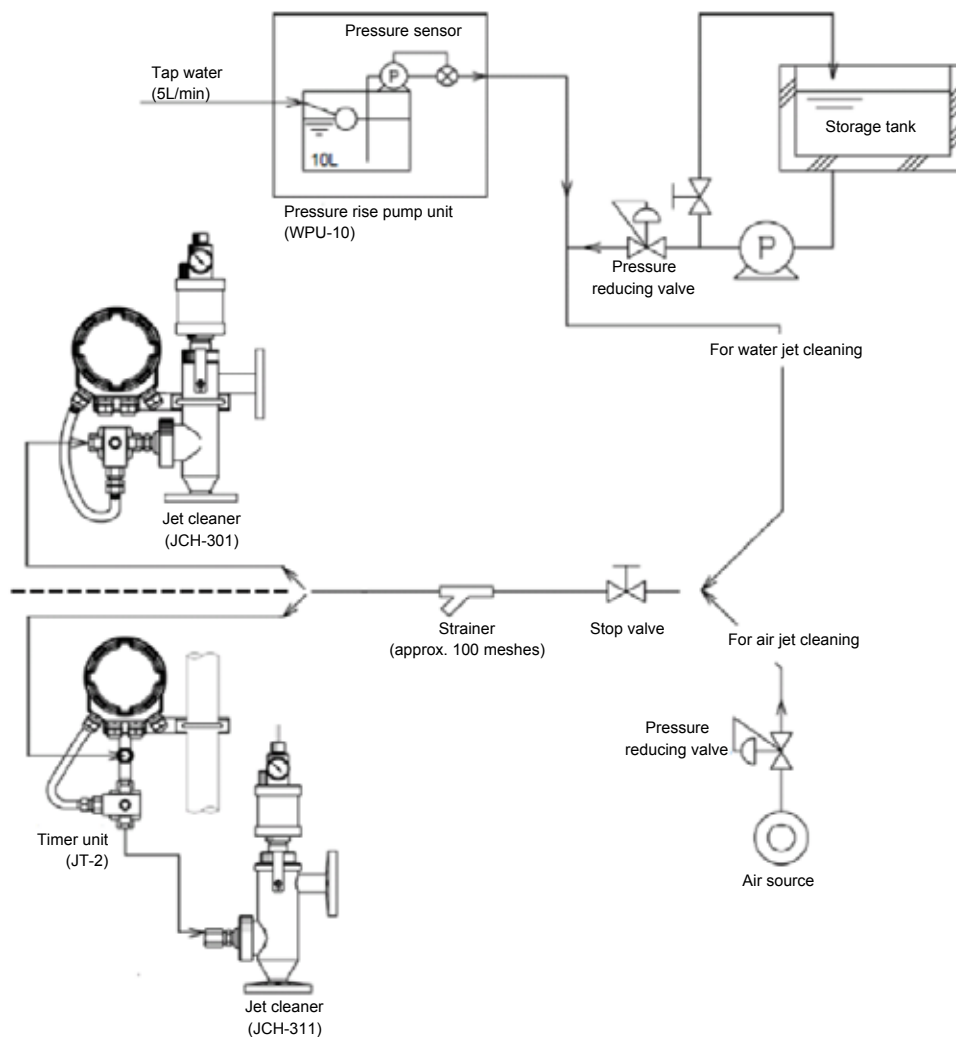 Pressure sensor
Tap water
(5L/min)
P
10L
Storage tank
Pressure rise pump unit
(WPU-10)
P
Pressure
reducing valve
For water jet cleaning
Jet cleaner
(JCH-301)
Strainer
(approx. 100 meshes)
Stop valve
For air jet cleaning
Pressure
reducing valve
Timer unit
(JT-2)
Air source
Jet cleaner
(JCH-311)